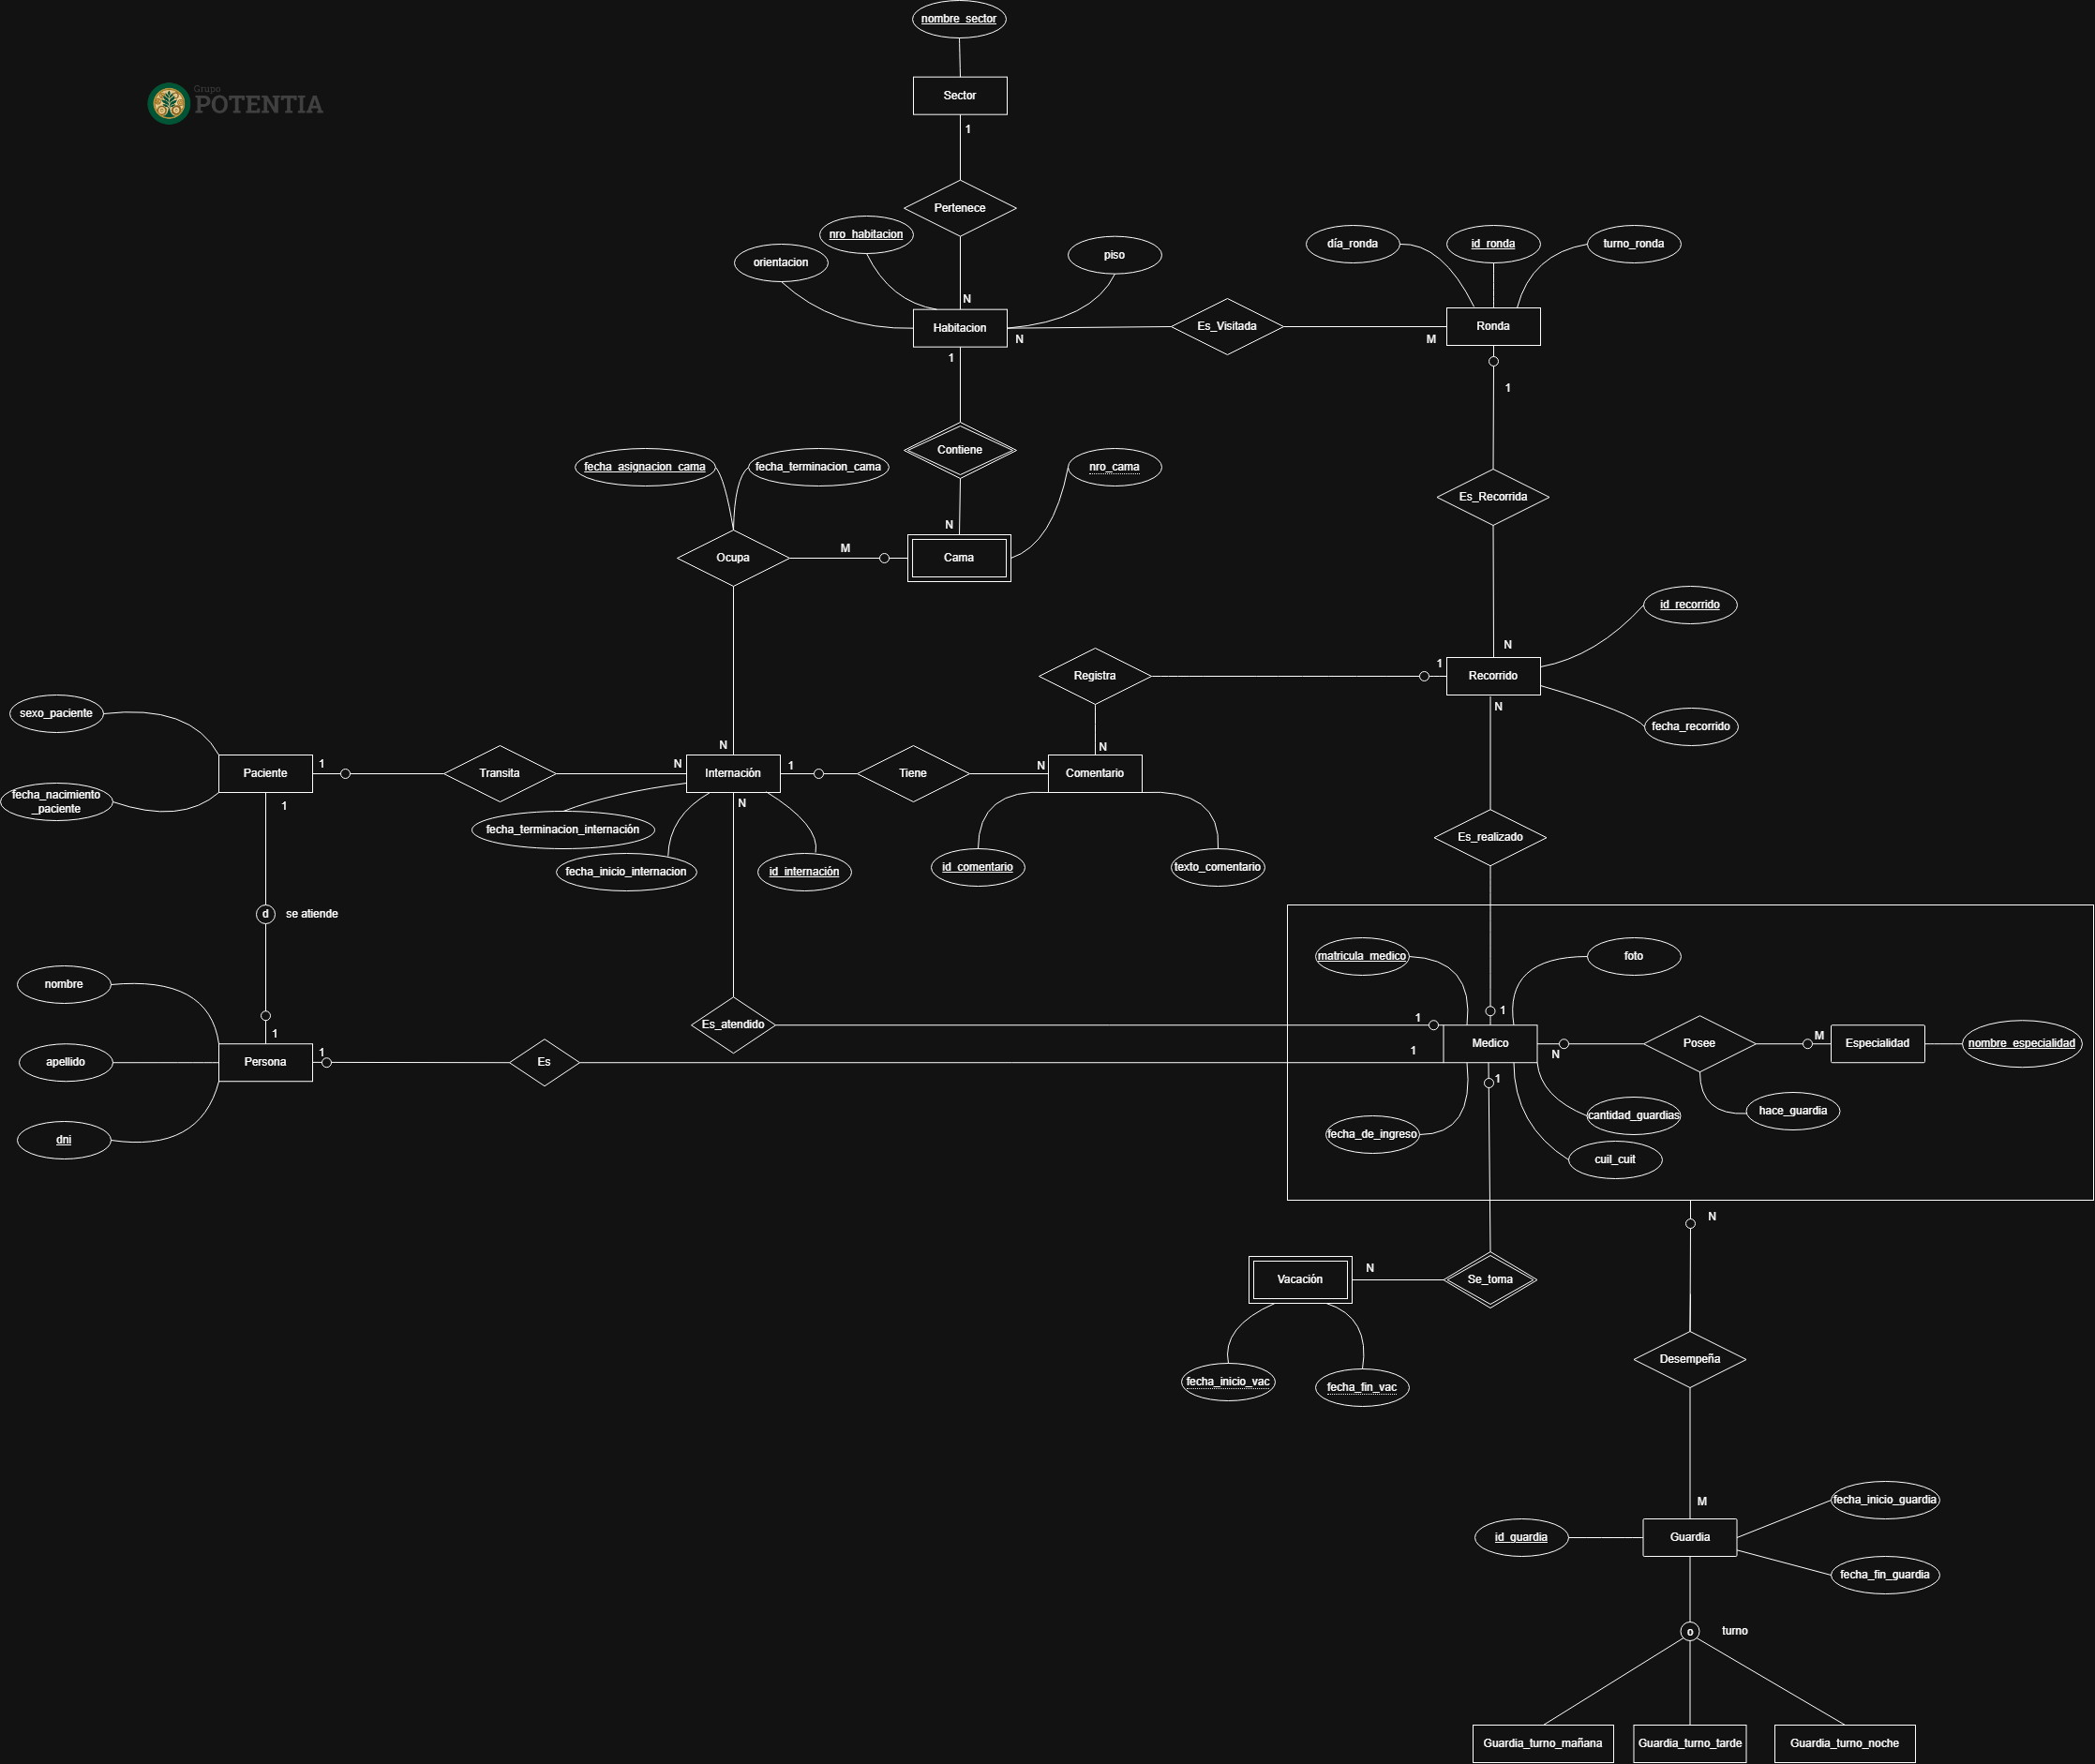 nombre_sector
Grupo
POTENTIA
Sector
1
Pertenece
nro_habitacion
orientacion
piso
día_ronda
id_ronda
turno_ronda
N
Habitacion
Es_Visitada
Ronda
N
M
1
1
Contiene
fecha_asignacion_cama
fecha_terminacion_cama
nro_cama
Es_Recorrida
N
M
Ocupa
Cama
id_recorrido
N
1
Registra
Recorrido
N
sexo_paciente
fecha_recorrido
N
N
1
N
1
N
Paciente
Transita
Internación
Tiene
Comentario
fecha_nacimiento
_paciente
1
N
fecha_terminacion_internación
Es_realizado
fecha_inicio_internacion
id_internación
id_comentario
texto_comentario
d
se atiende
matricula_medico
foto
nombre
1
1
Es_atendido
1
M
1
1
N
Medico
Posee
Especialidad
nombre_especialidad
apellido
Persona
Es
1
hace_guardia
cantidad_guardias
fecha_de_ingreso
dni
cuil_cuit
N
N
Vacación
Se_toma
Desempeña
fecha_inicio_vac
fecha_fin_vac
M
fecha_inicio_guardia
id_guardia
Guardia
fecha_fin_guardia
o
turno
Guardia_turno_mañana
Guardia_turno_tarde
Guardia_turno_noche